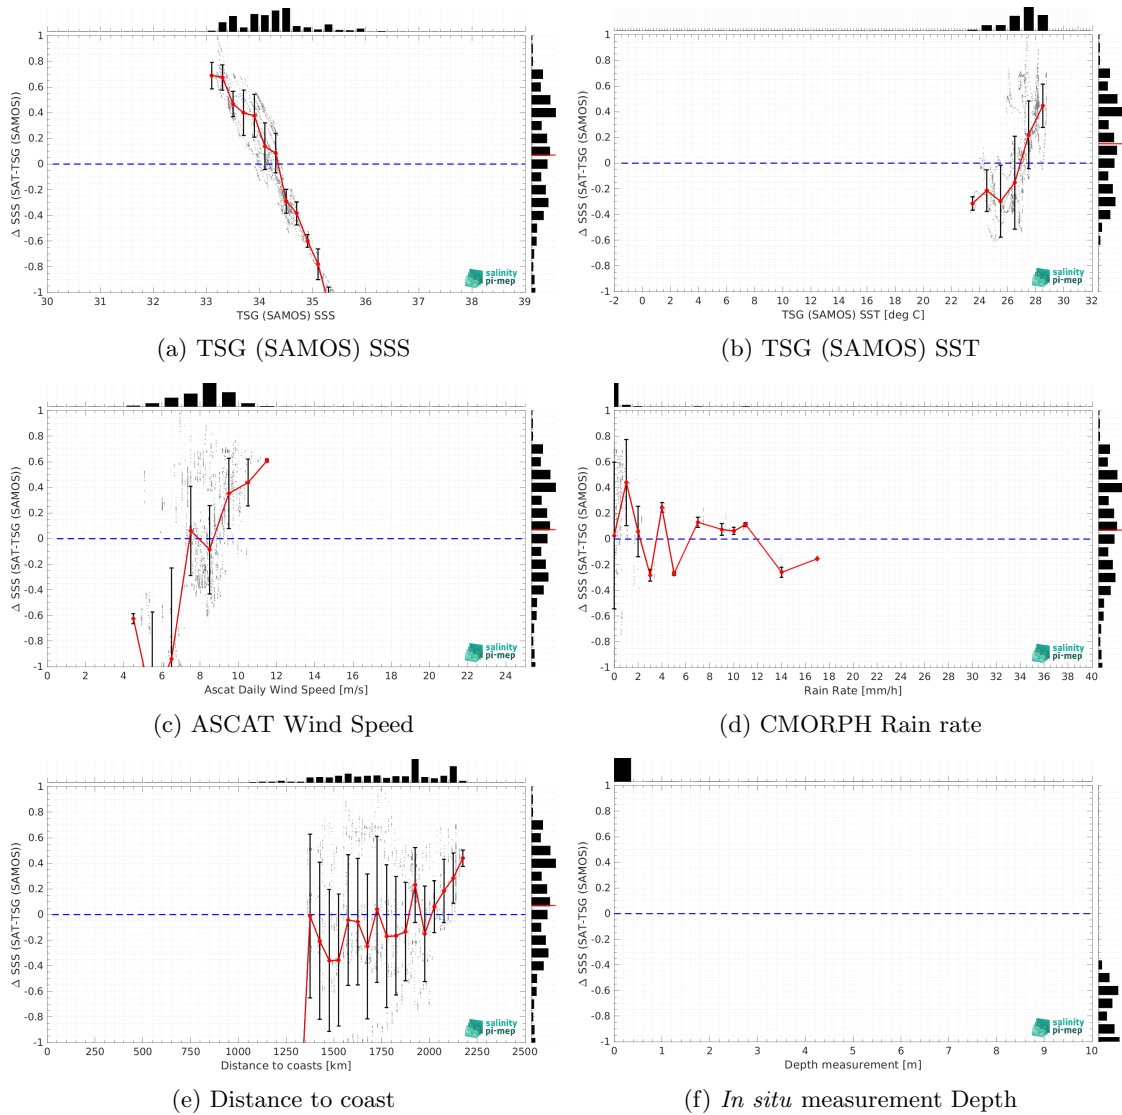 1
0.8
0.6
0.4
0.2
0
-0.2
-0.4
-0.6
-0.8
-1
Δ SSS (SAT-TSG (SAMOS))
30 31 32 33 34 35 36 37 38 39
TSG (SAMOS) SSS
salinity
pi-mep
(a) TSG (SAMOS) SSS
1
0.8
0.6
0.4
0.2
0
-0.2
-0.4
-0.6
-0.8
-1
Δ SSS (SAT-TSG (SAMOS))
-2 0 2 4 6 8 10 12 14 16 18 20 22 24 26 28 30 32
TSG (SAMOS) SST [deg C]
salinity
pi-mep
(b) TSG (SAMOS) SST
1
0.8
0.6
0.4
0.2
0
-0.2
-0.4
-0.6
-0.8
-1
Δ SSS (SAT-TSG (SAMOS))
0 2 4 6 8 10 12 14 16 18 20 22 24
Ascat Daily Wind Speed [m/s]
salinity
pi-mep
(c) ASCAT Wind Speed
1
0.8
0.6
0.4
0.2
0
-0.2
-0.4
-0.6
-0.8
-1
Δ SSS (SAT-TSG (SAMOS))
0 2 4 6 8 10 12 14 16 18 20 22 24 26 28 30 32 34 36 38 40
Rain Rate [mm/h]
salinity
pi-mep
(d) CMORPH Rain rate
1
0.8
0.6
0.4
0.2
0
-0.2
-0.4
-0.6
-0.8
-1
Δ SSS (SAT-TSG (SAMOS))
0 250 500 750 1000 1250 1500 1750 2000 2250 2500
Distance to coasts [km]
salinity
pi-mep
(e) Distance to coast
1
0.8
0.6
0.4
0.2
0
-0.2
-0.4
-0.6
-0.8
-1
Δ SSS (SAT-TSG (SAMOS))
0 1 2 3 4 5 6 7 8 9 10
Depth measurement [m]
salinity
pi-mep
(f) In situ measurement Depth